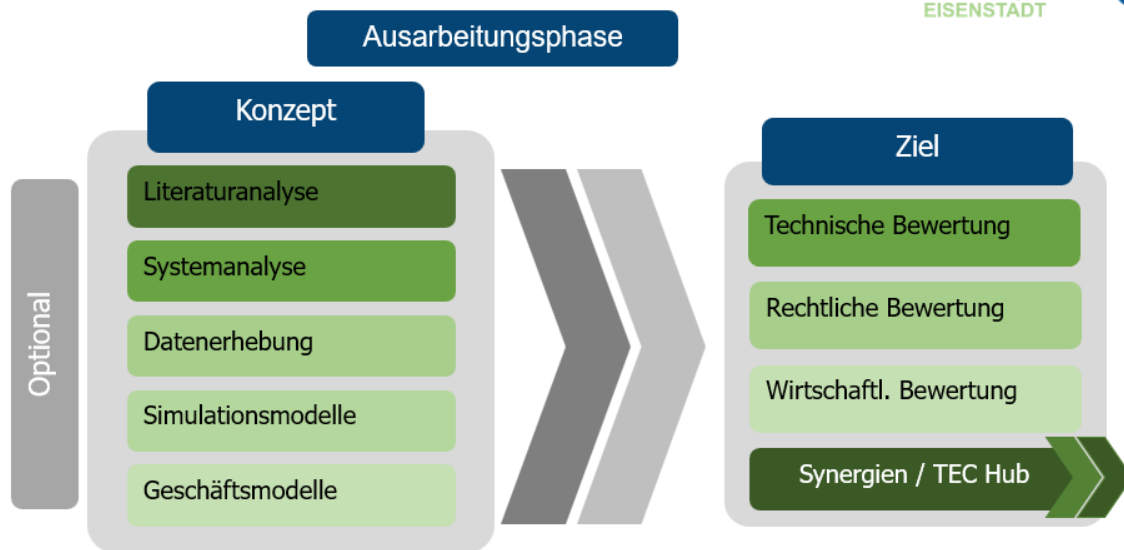 EISENSTADT
Ausarbeitungsphase
Konzept
Ziel
Optional
Literaturanalyse
Systemanalyse
Datenerhebung
Simulationsmodelle
Geschäftsmodelle
Technische Bewertung
Rechtliche Bewertung
Wirtschaftl. Bewertung
Synergien / TEC Hub